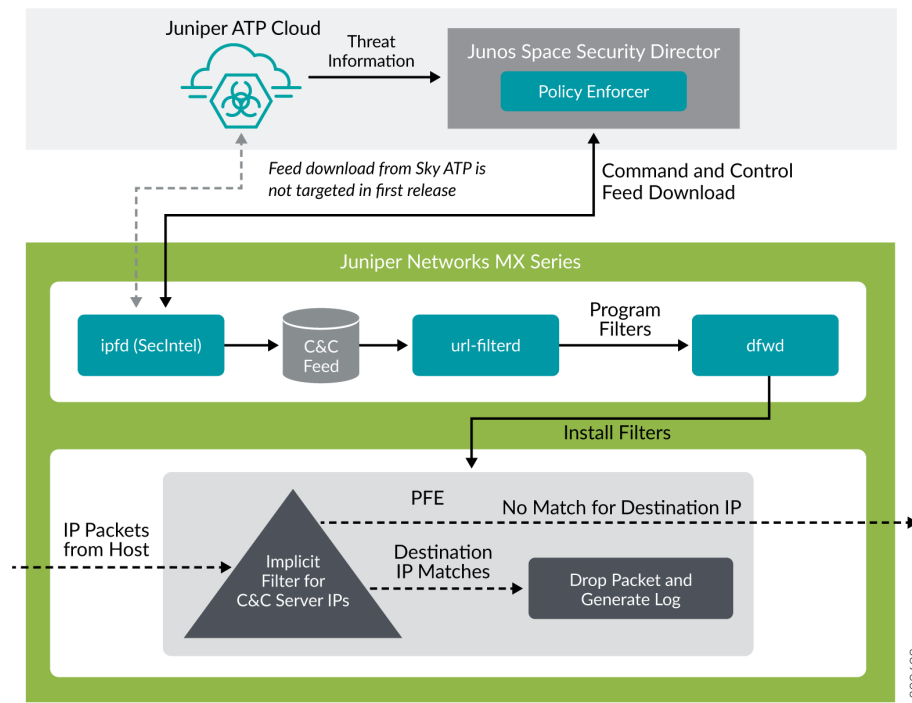 Juniper ATP Cloud
Threat
Information
Junos Space Security Director
Policy Enforcer
Feed download from Sky ATP is
not targeted in first release
Command and Control
Feed Download
Juniper Networks MX Series
ipfd (SecIntel)
C&C
Feed
url-filterd
Program
Filters
dfwd
Install Filters
PFE
No Match for Destination IP
IP Packets
from Host
Implicit
Filter for
C&C Server IPs
Destination
IP Matches
Drop Packet and
Generate Log